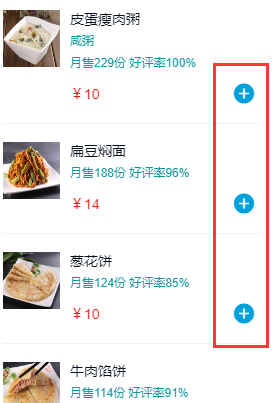 皮蛋瘦肉粥
咸粥
月售229份 好评率100%
￥10
扁豆焖面
月售188份 好评率96%
￥14
葱花饼
月售124份 好评率85%
￥10
牛肉馅饼
月售114份 好评率91%